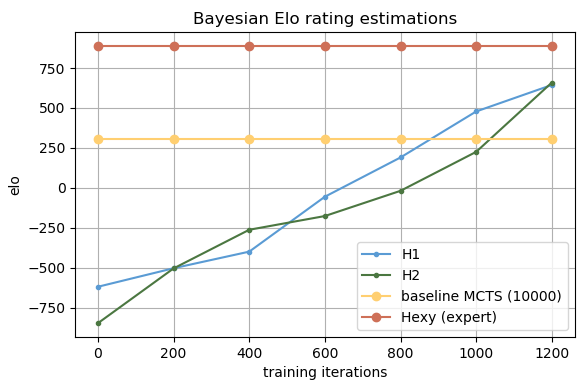 Bayesian Elo rating estimations
750
500
250
0
−250
−500
−750
elo
0 200 400 600 800 1000 1200
training iterations
H1
H2
baseline MCTS (10000)
Hexy (expert)